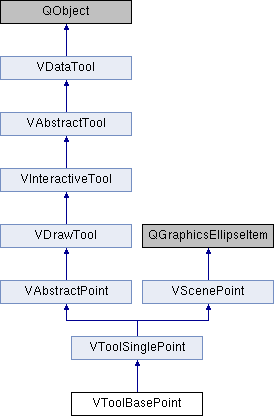 QObject
VDataTool
VAbstractTool
VInteractiveTool
VDrawTool
QGraphicsEllipseItem
VAbstractPoint
VScenePoint
VToolSinglePoint
VToolBasePoint